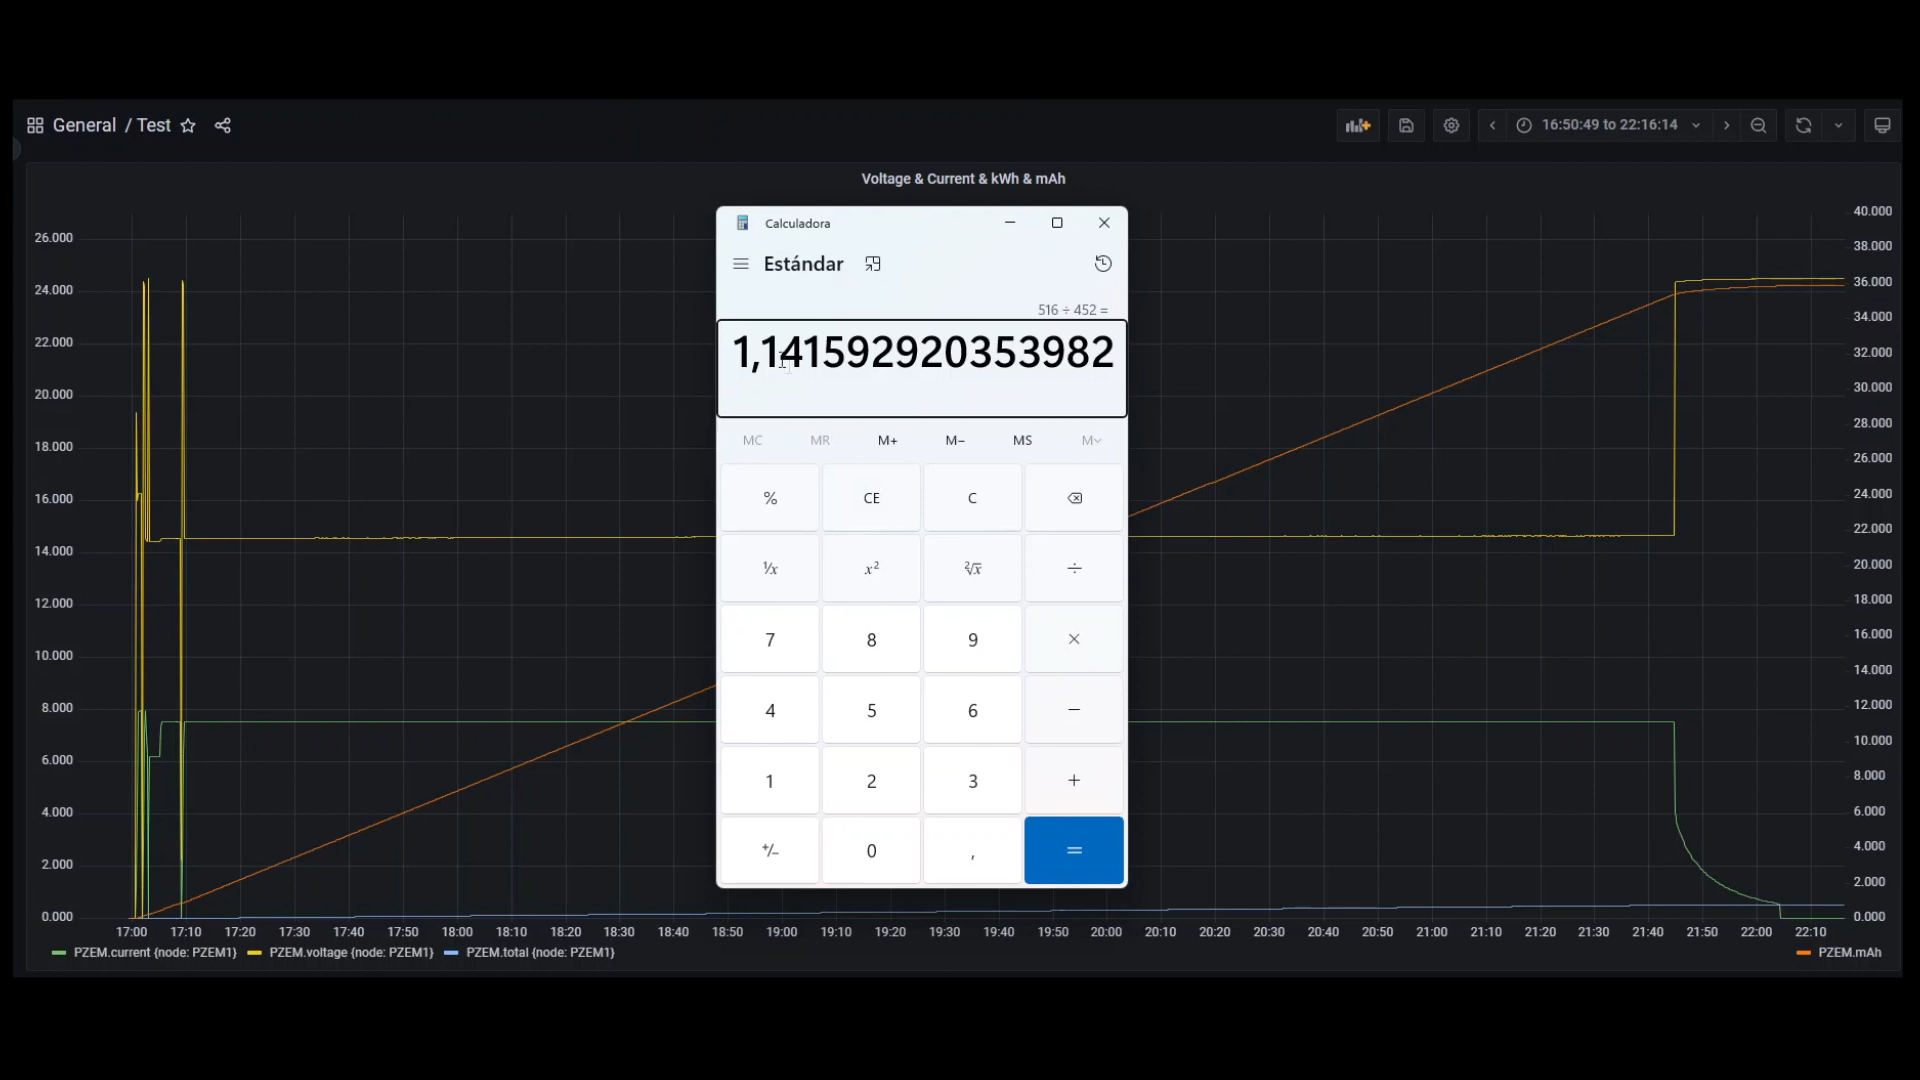 General / Test
16:50:49 to 22:16:14
Voltage & Current & kWh & mAh
26.000
24.000
22.000
20.000
18.000
16.000
14.000
12.000
10.000
8.000
6.000
4.000
2.000
0.000
Calculadora
Estándar
516 ÷ 452 =
1,141592920353982
MC MR M+ M− MS M˅
% CE C
¹/x x² ²√x ÷
7 8 9 ×
4 5 6 −
1 2 3 +
+/− 0 , =
40.000
38.000
36.000
34.000
32.000
30.000
28.000
26.000
24.000
22.000
20.000
18.000
16.000
14.000
12.000
10.000
8.000
6.000
4.000
2.000
0.000
17:00 17:10 17:20 17:30 17:40 17:50 18:00 18:10 18:20 18:30 18:40 18:50 19:00 19:10 19:20 19:30 19:40 19:50 20:00 20:10 20:20 20:30 20:40 20:50 21:00 21:10 21:20 21:30 21:40 21:50 22:00 22:10
PZEM.current {node: PZEM1} PZEM.voltage {node: PZEM1} PZEM.total {node: PZEM1} PZEM.mAh